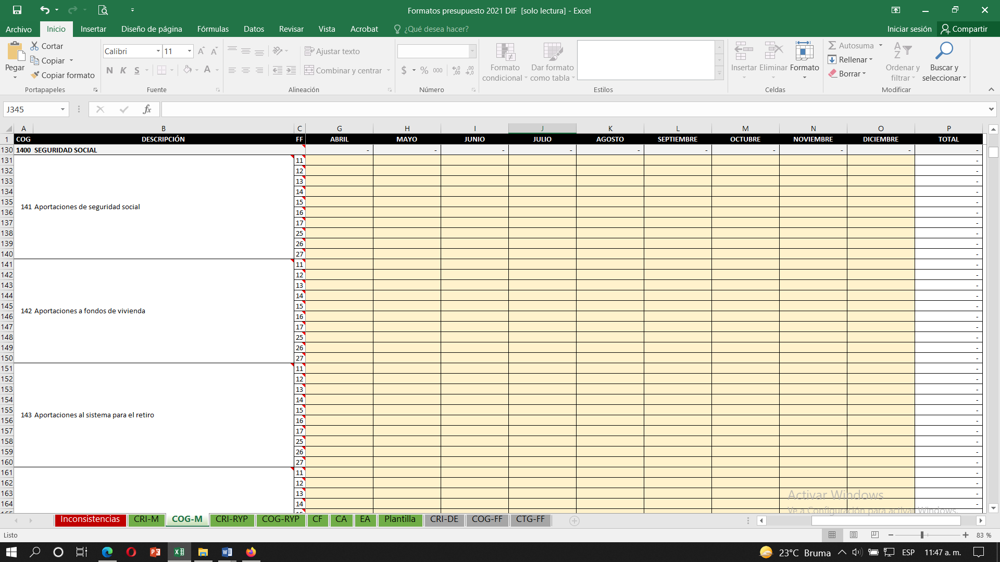 Formatos presupuesto 2021 DIF  [solo lectura] - Excel
Archivo Inicio Insertar Diseño de página Fórmulas Datos Revisar Vista Acrobat ¿Qué desea hacer? Iniciar sesión Compartir
Pegar Cortar Copiar Copiar formato Portapapeles
Calibri 11 N K S Fuente
Ajustar texto Combinar y centrar Alineación
$ % 000 Número
Formato condicional Dar formato como tabla Estilos
Insertar Eliminar Formato Celdas
Autosuma Rellenar Borrar Ordenar y filtrar Buscar y seleccionar Modificar
J345 fx
A B C G H I J K L M N O P
1 COG DESCRIPCIÓN FF ABRIL MAYO JUNIO JULIO AGOSTO SEPTIEMBRE OCTUBRE NOVIEMBRE DICIEMBRE TOTAL
130 1400 SEGURIDAD SOCIAL - - - - - - - - - -
131 11 -
132 12 -
133 13 -
134 14 -
135 15 -
141 Aportaciones de seguridad social
136 16 -
137 17 -
138 25 -
139 26 -
140 27 -
141 11 -
142 12 -
143 13 -
144 14 -
145 15 -
142 Aportaciones a fondos de vivienda
146 16 -
147 17 -
148 25 -
149 26 -
150 27 -
151 11 -
152 12 -
153 13 -
154 14 -
155 15 -
143 Aportaciones al sistema para el retiro
156 16 -
157 17 -
158 25 -
159 26 -
160 27 -
161 11 -
162 12 -
163 13 -
164 14 -
Activar Windows
Ve a Configuración para activar Windows.
Inconsistencias CRI-M COG-M CRI-RYP COG-RYP CF CA EA Plantilla CRI-DE COG-FF CTG-FF
Listo 83 %
23°C Bruma ESP 11:47 a. m.